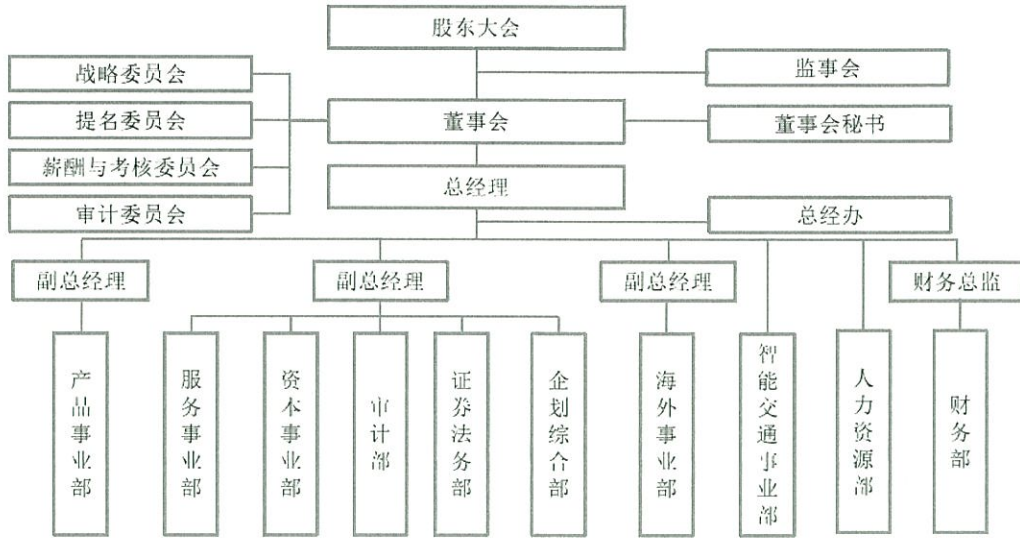 股东大会
战略委员会
监事会
提名委员会
董事会
董事会秘书
薪酬与考核委员会
总经理
审计委员会
总经办
副总经理
副总经理
副总经理
财务总监
产品事业部
服务事业部
资本事业部
审计部
证券法务部
企划综合部
海外事业部
智能交通事业部
人力资源部
财务部